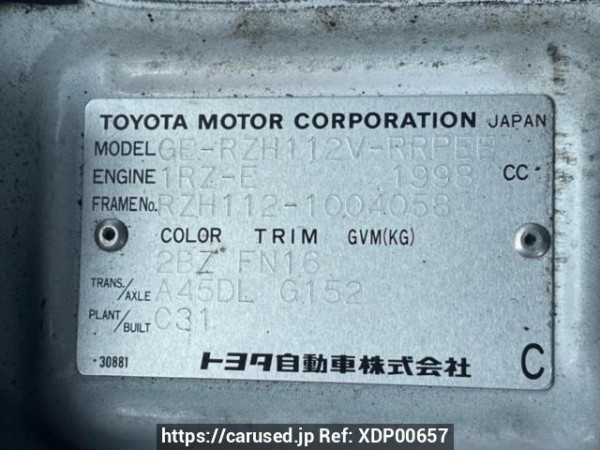 TOYOTA MOTOR CORPORATION JAPAN
MODEL GE-RZH112V-RRPEE
ENGINE 1RZ-E 1998 CC
FRAME No. RZH112-1004058
COLOR TRIM GVM(KG)
2BZ FN16
TRANS./AXLE A45DL G152
PLANT/BUILT C31
30881 トヨタ自動車株式会社 C
https://carused.jp Ref: XDP00657